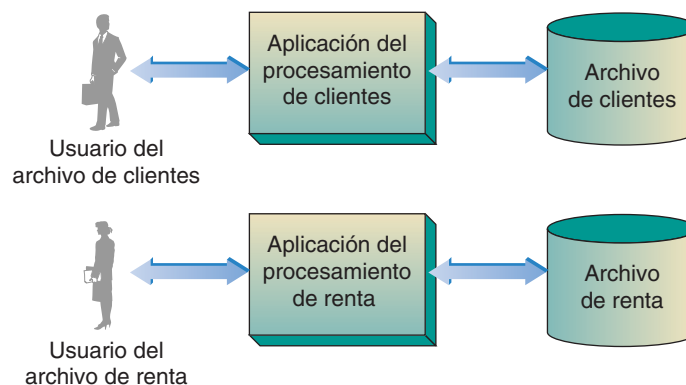 Aplicación del
procesamiento
de clientes
Archivo
de clientes
Usuario del
archivo de clientes
Aplicación del
procesamiento
de renta
Archivo
de renta
Usuario del
archivo de renta